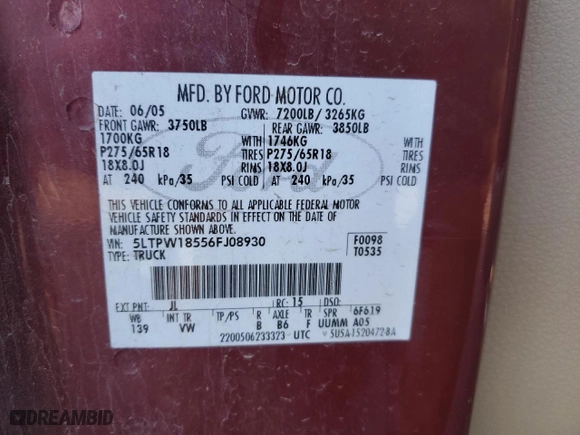 MFD. BY FORD MOTOR CO.
DATE: 06/05 GVWR: 7200LB/ 3265KG
FRONT GAWR: 3750LB REAR GAWR: 3850LB
1700KG WITH 1746KG WITH
P275/65R18 TIRES P275/65R18 TIRES
18X8.0J RIMS 18X8.0J RIMS
AT 240 kPa/35 PSI COLD AT 240 kPa/35 PSI COLD
THIS VEHICLE CONFORMS TO ALL APPLICABLE FEDERAL MOTOR
VEHICLE SAFETY STANDARDS IN EFFECT ON THE DATE OF
MANUFACTURE SHOWN ABOVE.
VIN: 5LTPW18556FJ08930 F0098
TYPE: TRUCK T0535
EXT PNT: JL RC: 15 DSO:
WB INT TR TP/PS R AXLE TR SPR 6F619
139 VW B B6 F UUMM A05
2200506233323 - UTC
Ford
DREAMBID